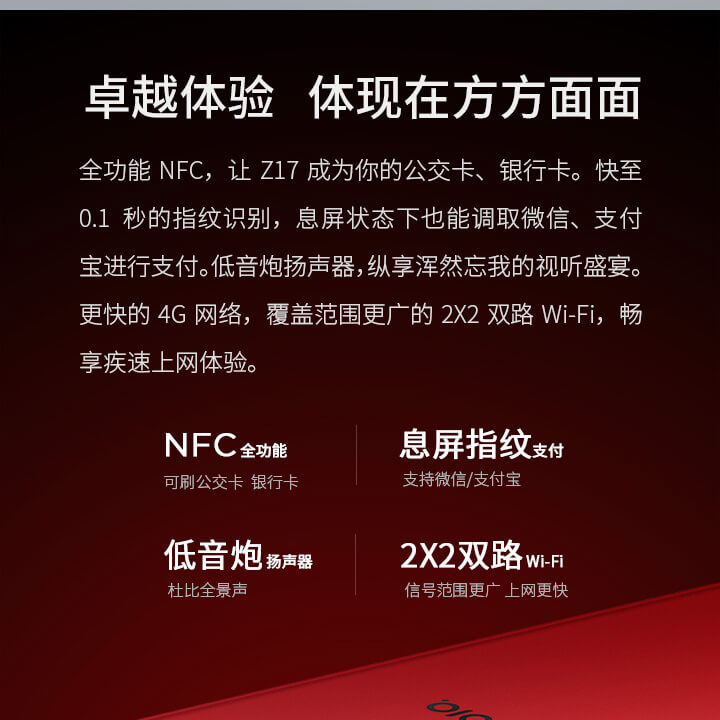 卓越体验 体现在方方面面
全功能 NFC，让 Z17 成为你的公交卡、银行卡。快至
0.1 秒的指纹识别，息屏状态下也能调取微信、支付
宝进行支付。低音炮扬声器，纵享浑然忘我的视听盛宴。
更快的 4G 网络，覆盖范围更广的 2X2 双路 Wi-Fi，畅
享疾速上网体验。
NFC 全功能
可刷公交卡 银行卡
息屏指纹 支付
支持微信/支付宝
低音炮 扬声器
杜比全景声
2X2双路 Wi-Fi
信号范围更广 上网更快